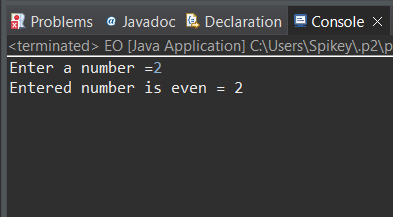 Problems @ Javadoc Declaration Console
<terminated> EO [Java Application] C:\Users\Spikey\.p2\p
Enter a number =2
Entered number is even = 2